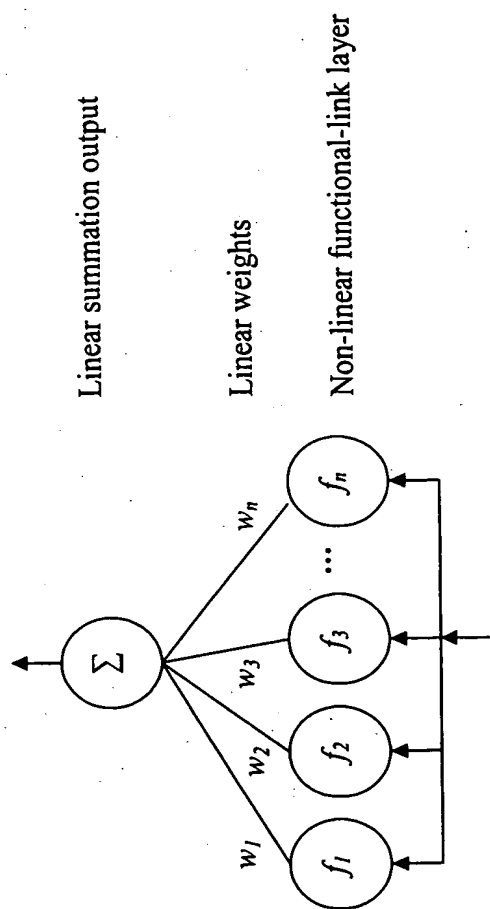 Linear summation output
Σ
Linear weights
w1 w2 w3 wn
Non-linear functional-link layer
f1 f2 f3 ... fn